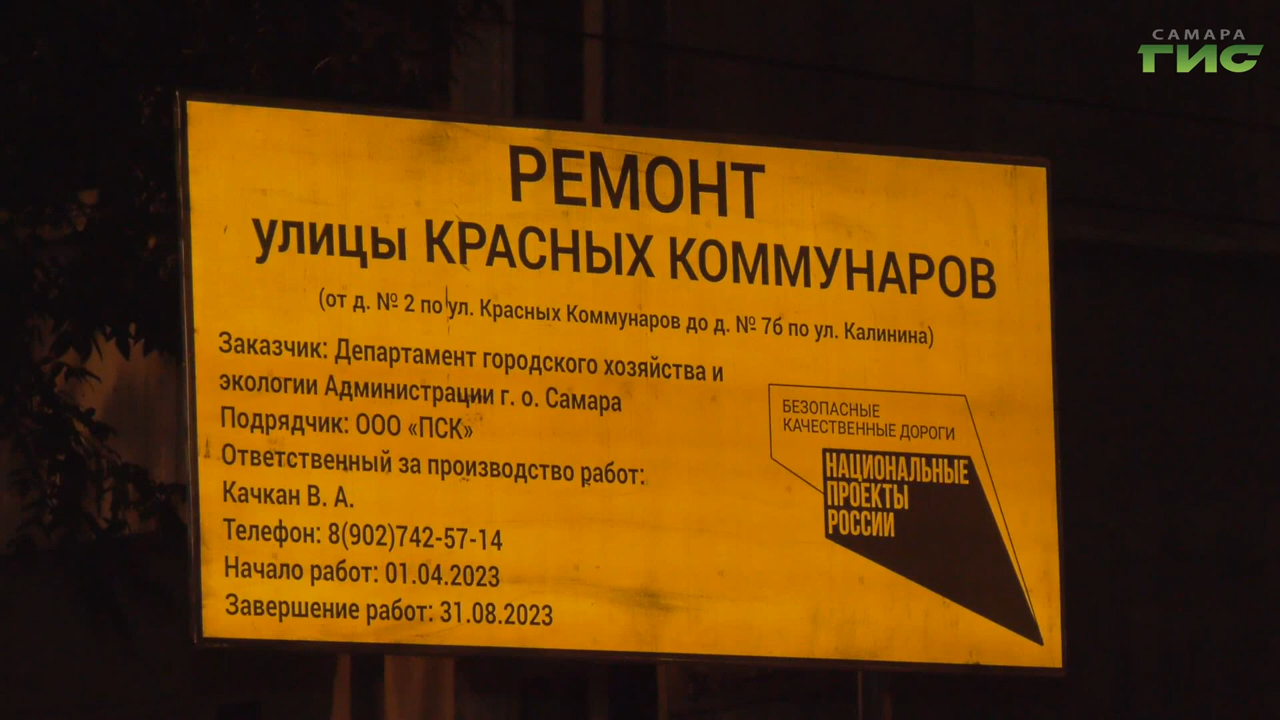 САМАРА
ГИС
РЕМОНТ
улицы КРАСНЫХ КОММУНАРОВ
(от д. № 2 по ул. Красных Коммунаров до д. № 7б по ул. Калинина)
Заказчик: Департамент городского хозяйства и
экологии Администрации г. о. Самара
Подрядчик: ООО «ПСК»
Ответственный за производство работ:
Качкан В. А.
Телефон: 8(902)742-57-14
Начало работ: 01.04.2023
Завершение работ: 31.08.2023
БЕЗОПАСНЫЕ
КАЧЕСТВЕННЫЕ ДОРОГИ
НАЦИОНАЛЬНЫЕ
ПРОЕКТЫ
РОССИИ